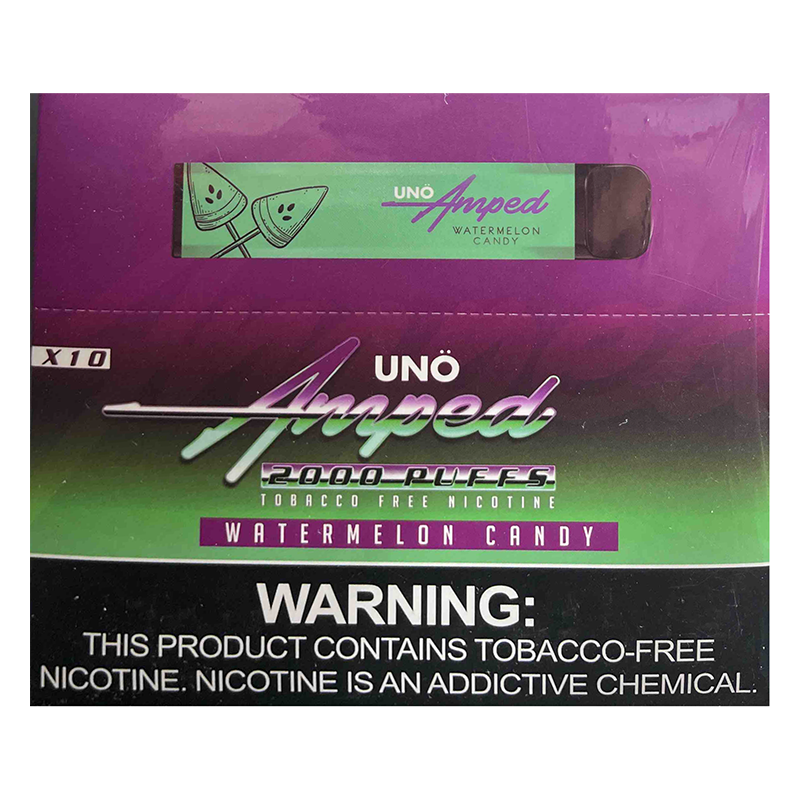 UNÖ
Amped
WATERMELON
CANDY
X10
UNÖ
Amped
2000 PUFFS
TOBACCO FREE NICOTINE
WATERMELON CANDY
WARNING:
THIS PRODUCT CONTAINS TOBACCO-FREE
NICOTINE. NICOTINE IS AN ADDICTIVE CHEMICAL.